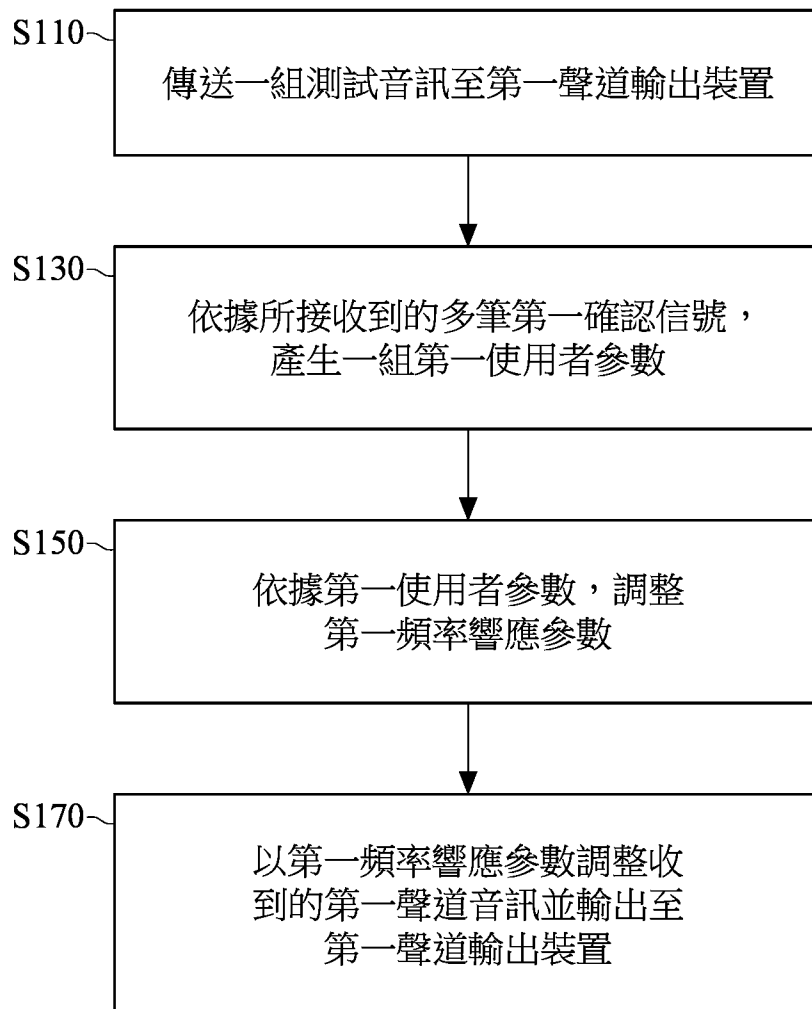 S110
傳送一組測試音訊至第一聲道輸出裝置
S130
依據所接收到的多筆第一確認信號，
產生一組第一使用者參數
S150
依據第一使用者參數，調整
第一頻率響應參數
S170
以第一頻率響應參數調整收
到的第一聲道音訊並輸出至
第一聲道輸出裝置